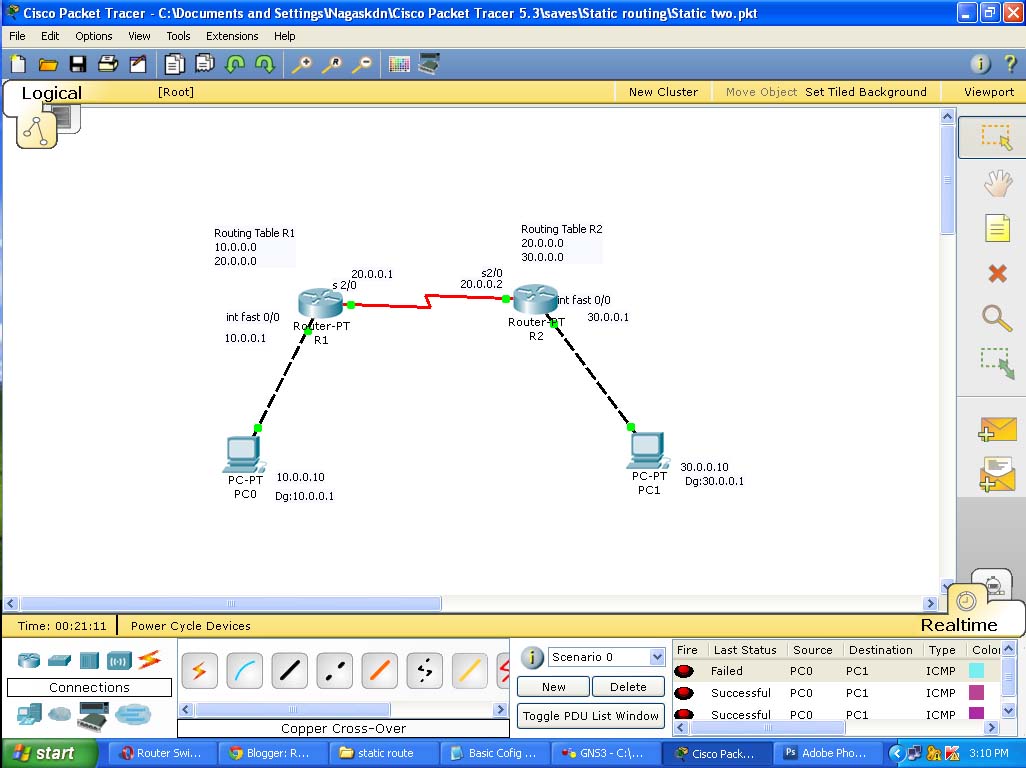 Cisco Packet Tracer - C:\Documents and Settings\Nagaskdn\Cisco Packet Tracer 5.3\saves\Static routing\Static two.pkt
File Edit Options View Tools Extensions Help
Logical [Root] New Cluster Move Object Set Tiled Background Viewport
Routing Table R1
10.0.0.0
20.0.0.0
Routing Table R2
20.0.0.0
30.0.0.0
20.0.0.1
s 2/0
s2/0
20.0.0.2
int fast 0/0
10.0.0.1
Router-PT
R1
Router-PT
R2
int fast 0/0
30.0.0.1
PC-PT
PC0
10.0.0.10
Dg:10.0.0.1
PC-PT
PC1
30.0.0.10
Dg:30.0.0.1
Time: 00:21:11 Power Cycle Devices
Realtime
Connections
Copper Cross-Over
Scenario 0
New Delete
Toggle PDU List Window
Fire Last Status Source Destination Type Color
Failed PC0 PC1 ICMP
Successful PC0 PC1 ICMP
Successful PC0 PC1 ICMP
start Router Swi... Blogger: R... static route Basic Cofig ... GNS3 - C:\... Cisco Pack... Ps Adobe Pho... 3:10 PM